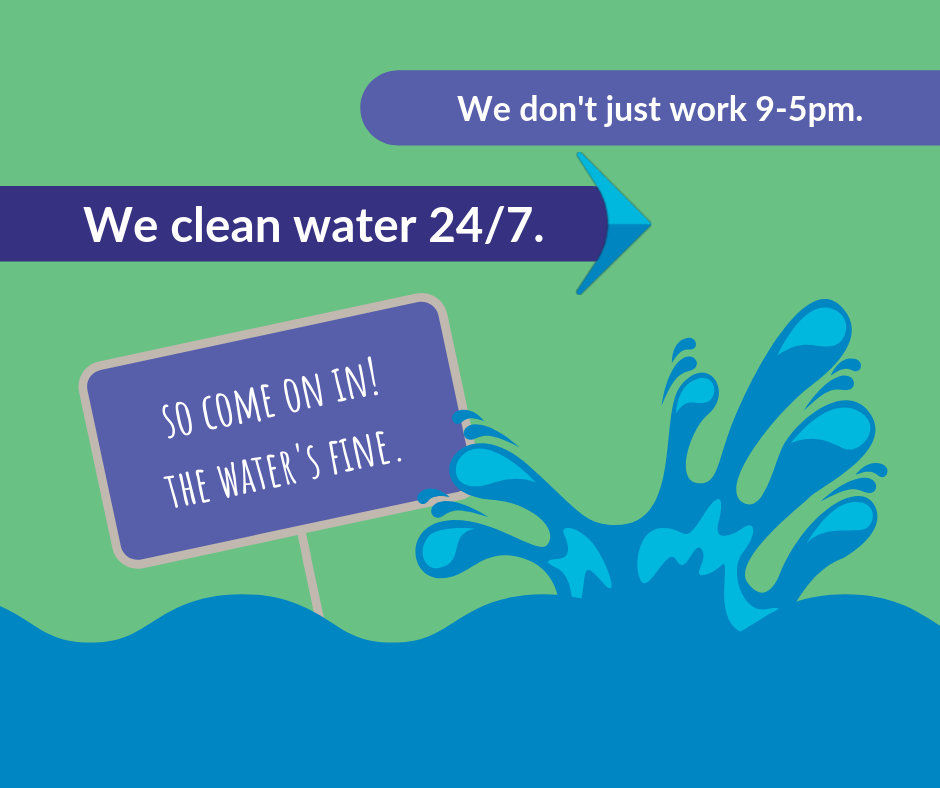 We don't just work 9-5pm.
We clean water 24/7.
SO COME ON IN!
THE WATER'S FINE.